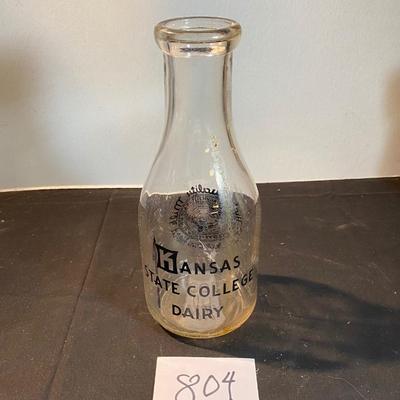 KANSAS
STATE COLLEGE
DAIRY
804